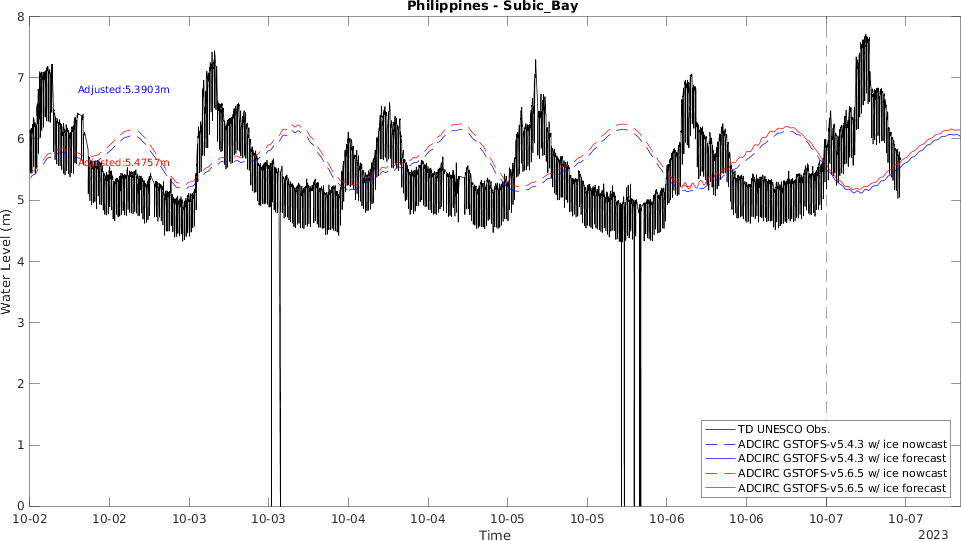 Philippines - Subic_Bay
8
7
6
5
4
3
2
1
0
Water Level (m)
Adjusted:5.3903m
Adjusted:5.4757m
TD UNESCO Obs.
ADCIRC GSTOFS-v5.4.3 w/ ice nowcast
ADCIRC GSTOFS-v5.4.3 w/ ice forecast
ADCIRC GSTOFS-v5.6.5 w/ ice nowcast
ADCIRC GSTOFS-v5.6.5 w/ ice forecast
10-02 10-02 10-03 10-03 10-04 10-04 10-05 10-05 10-06 10-06 10-07 10-07
Time
2023